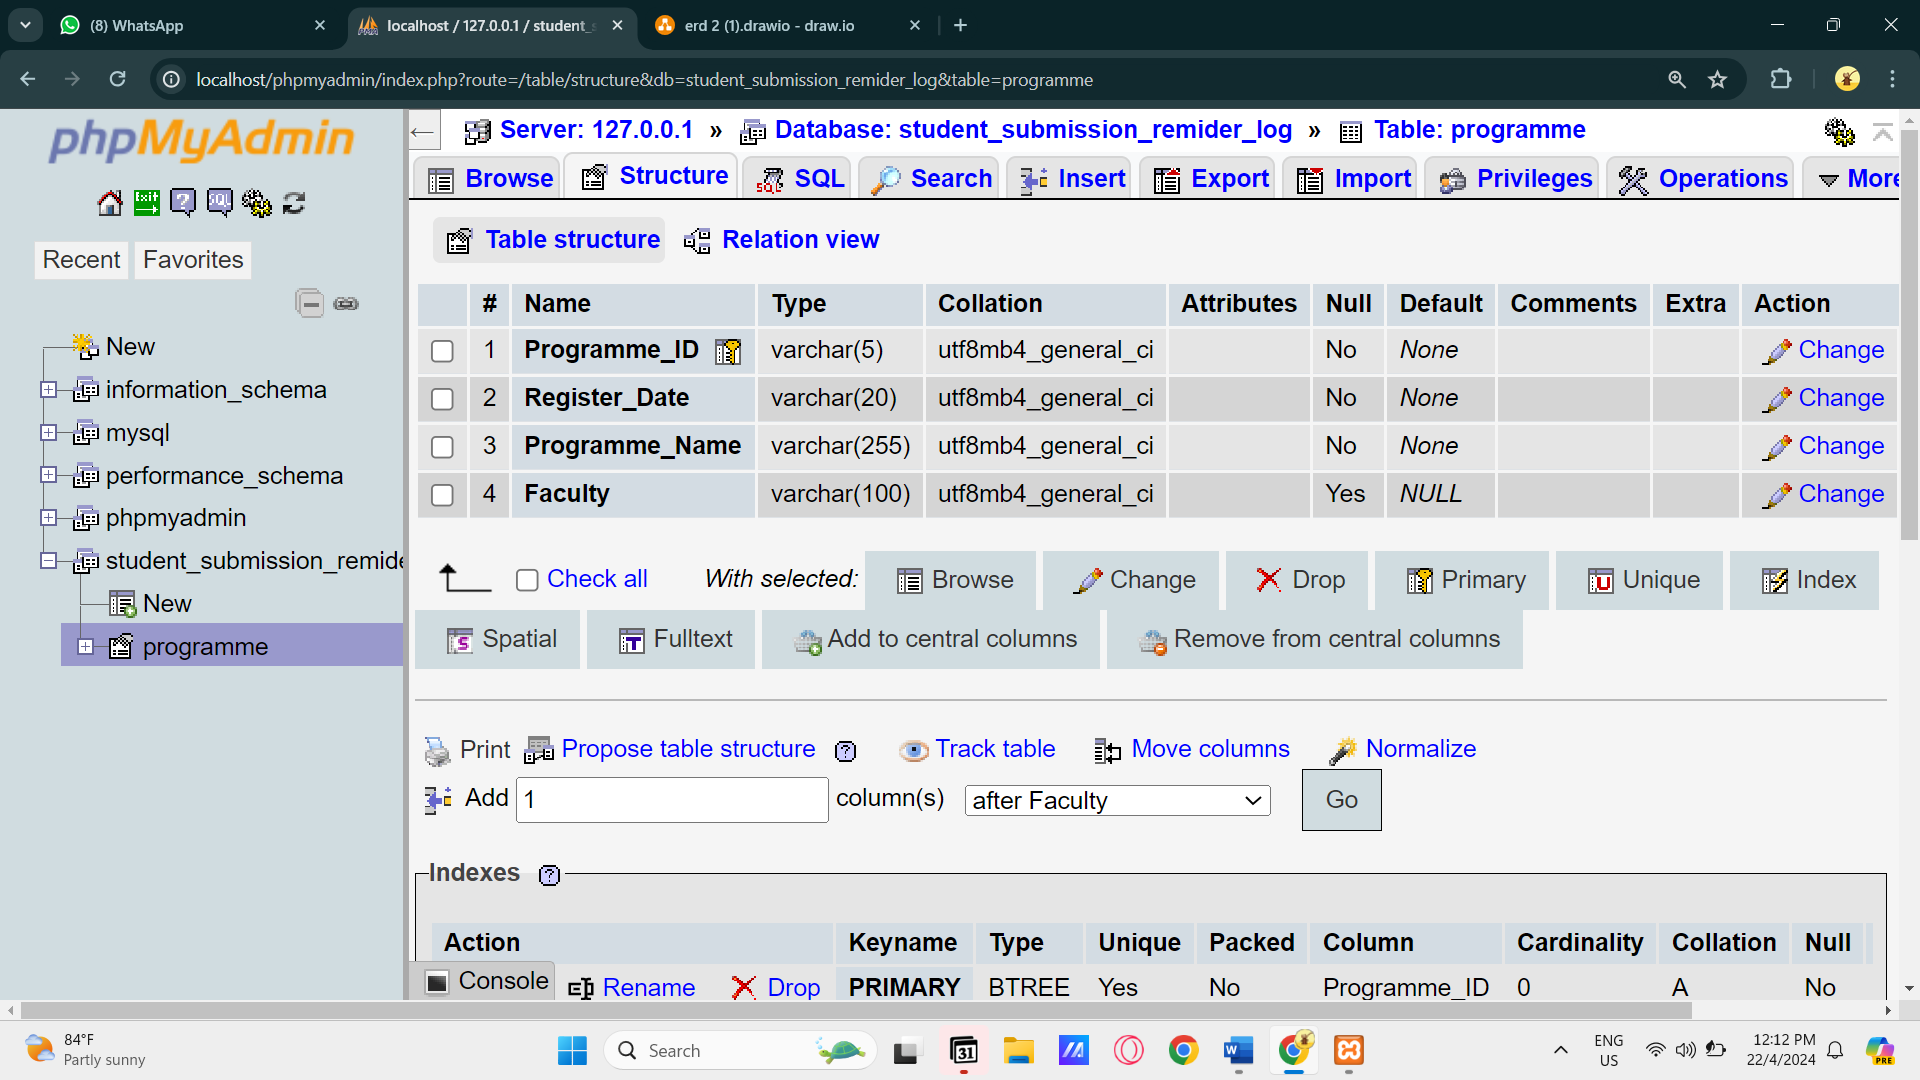 (8) WhatsApp
localhost / 127.0.0.1 / student_s
erd 2 (1).drawio - draw.io
localhost/phpmyadmin/index.php?route=/table/structure&db=student_submission_remider_log&table=programme
phpMyAdmin
Server: 127.0.0.1 » Database: student_submission_remider_log » Table: programme
Browse Structure SQL Search Insert Export Import Privileges Operations More
Exit ? SQL
Recent Favorites
New
information_schema
mysql
performance_schema
phpmyadmin
student_submission_remide
New
programme
Table structure Relation view
# Name Type Collation Attributes Null Default Comments Extra Action
1 Programme_ID varchar(5) utf8mb4_general_ci No None Change
2 Register_Date varchar(20) utf8mb4_general_ci No None Change
3 Programme_Name varchar(255) utf8mb4_general_ci No None Change
4 Faculty varchar(100) utf8mb4_general_ci Yes NULL Change
Check all With selected: Browse Change Drop Primary Unique Index
Spatial Fulltext Add to central columns Remove from central columns
Print Propose table structure Track table Move columns Normalize
Add 1 column(s) after Faculty Go
Indexes
Action Keyname Type Unique Packed Column Cardinality Collation Null
Console Rename Drop PRIMARY BTREE Yes No Programme_ID 0 A No
84°F
Partly sunny
Search
31
ENG
US
12:12 PM
22/4/2024
PRE